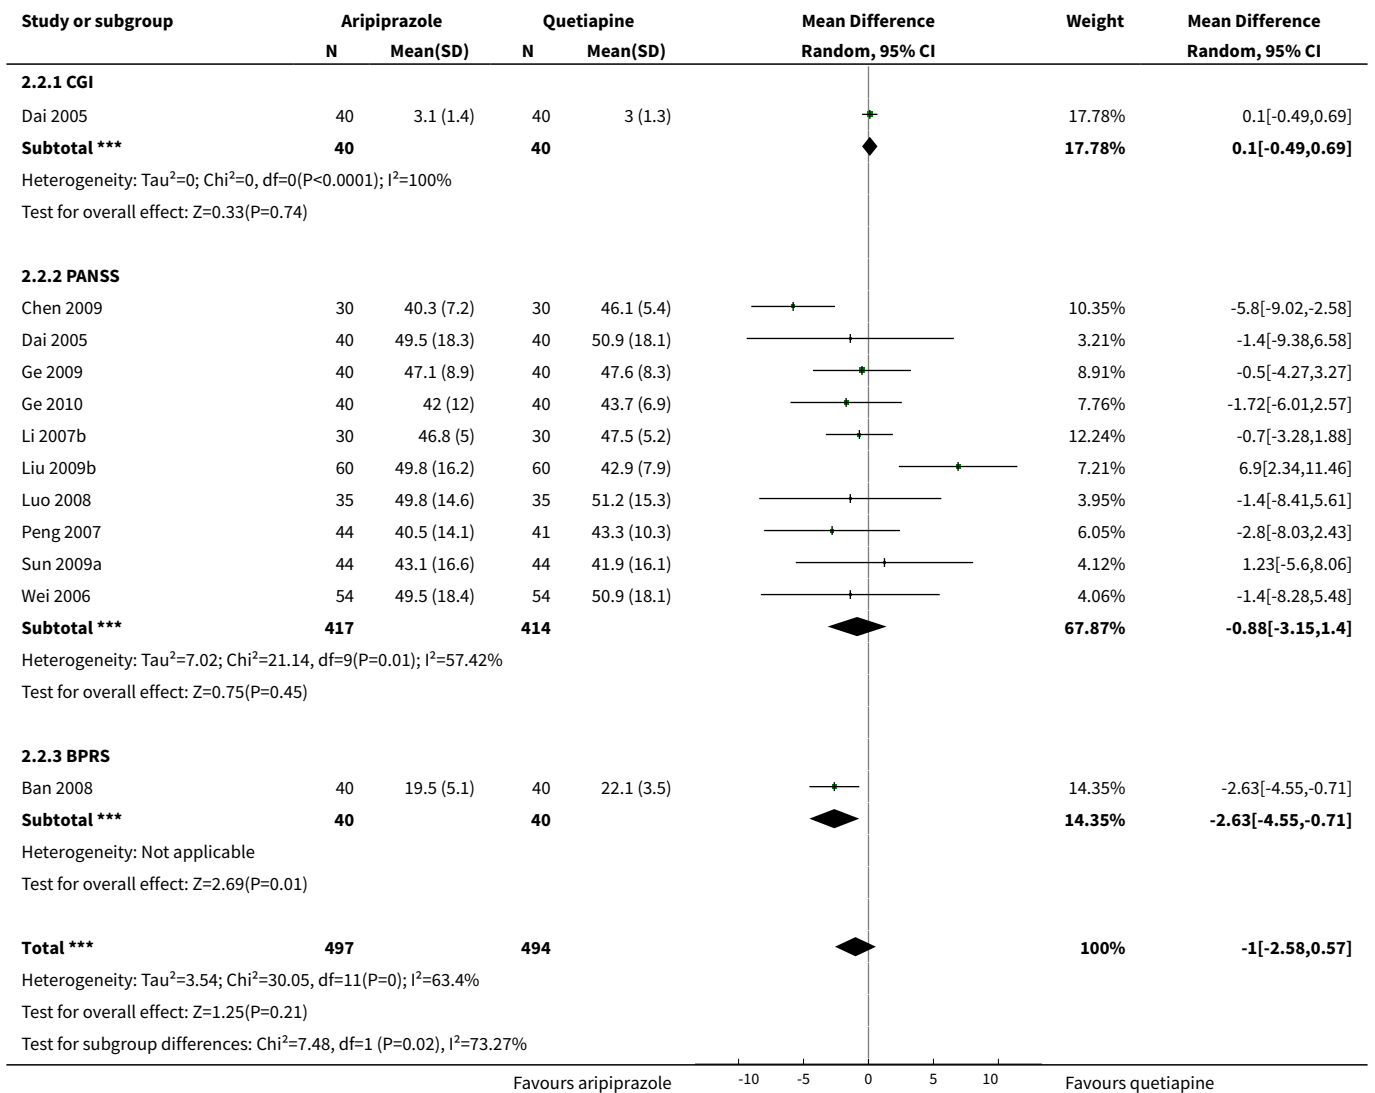 Study or subgroup Aripiprazole Quetiapine Mean Difference Weight Mean Difference
N Mean(SD) N Mean(SD) Random, 95% CI Random, 95% CI
2.2.1 CGI
Dai 2005 40 3.1 (1.4) 40 3 (1.3) 17.78% 0.1[-0.49,0.69]
Subtotal *** 40 40 17.78% 0.1[-0.49,0.69]
Heterogeneity: Tau²=0; Chi²=0, df=0(P<0.0001); I²=100%
Test for overall effect: Z=0.33(P=0.74)
2.2.2 PANSS
Chen 2009 30 40.3 (7.2) 30 46.1 (5.4) 10.35% -5.8[-9.02,-2.58]
Dai 2005 40 49.5 (18.3) 40 50.9 (18.1) 3.21% -1.4[-9.38,6.58]
Ge 2009 40 47.1 (8.9) 40 47.6 (8.3) 8.91% -0.5[-4.27,3.27]
Ge 2010 40 42 (12) 40 43.7 (6.9) 7.76% -1.72[-6.01,2.57]
Li 2007b 30 46.8 (5) 30 47.5 (5.2) 12.24% -0.7[-3.28,1.88]
Liu 2009b 60 49.8 (16.2) 60 42.9 (7.9) 7.21% 6.9[2.34,11.46]
Luo 2008 35 49.8 (14.6) 35 51.2 (15.3) 3.95% -1.4[-8.41,5.61]
Peng 2007 44 40.5 (14.1) 41 43.3 (10.3) 6.05% -2.8[-8.03,2.43]
Sun 2009a 44 43.1 (16.6) 44 41.9 (16.1) 4.12% 1.23[-5.6,8.06]
Wei 2006 54 49.5 (18.4) 54 50.9 (18.1) 4.06% -1.4[-8.28,5.48]
Subtotal *** 417 414 67.87% -0.88[-3.15,1.4]
Heterogeneity: Tau²=7.02; Chi²=21.14, df=9(P=0.01); I²=57.42%
Test for overall effect: Z=0.75(P=0.45)
2.2.3 BPRS
Ban 2008 40 19.5 (5.1) 40 22.1 (3.5) 14.35% -2.63[-4.55,-0.71]
Subtotal *** 40 40 14.35% -2.63[-4.55,-0.71]
Heterogeneity: Not applicable
Test for overall effect: Z=2.69(P=0.01)
Total *** 497 494 100% -1[-2.58,0.57]
Heterogeneity: Tau²=3.54; Chi²=30.05, df=11(P=0); I²=63.4%
Test for overall effect: Z=1.25(P=0.21)
Test for subgroup differences: Chi²=7.48, df=1 (P=0.02), I²=73.27%
Favours aripiprazole -10 -5 0 5 10 Favours quetiapine